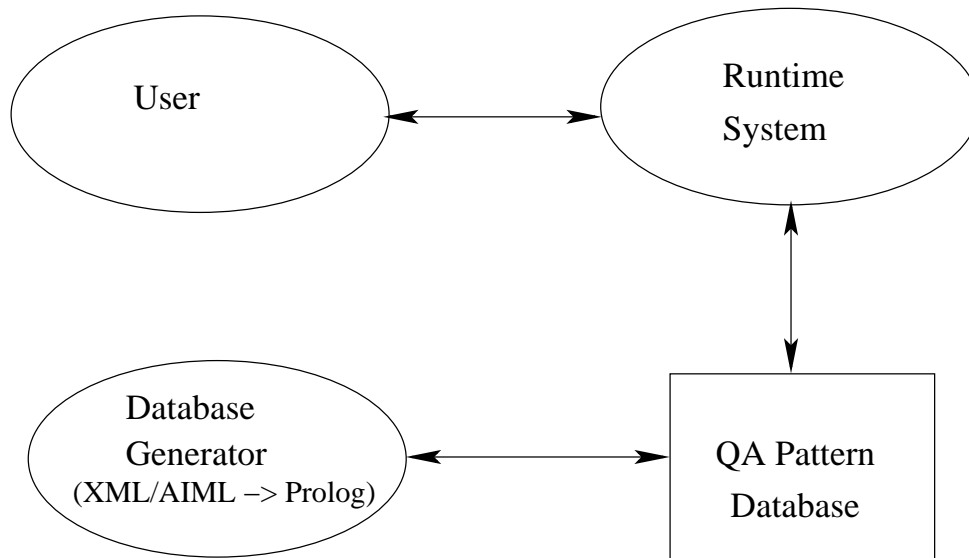 User
Runtime
System
Database
Generator
(XML/AIML −> Prolog)
QA Pattern
Database